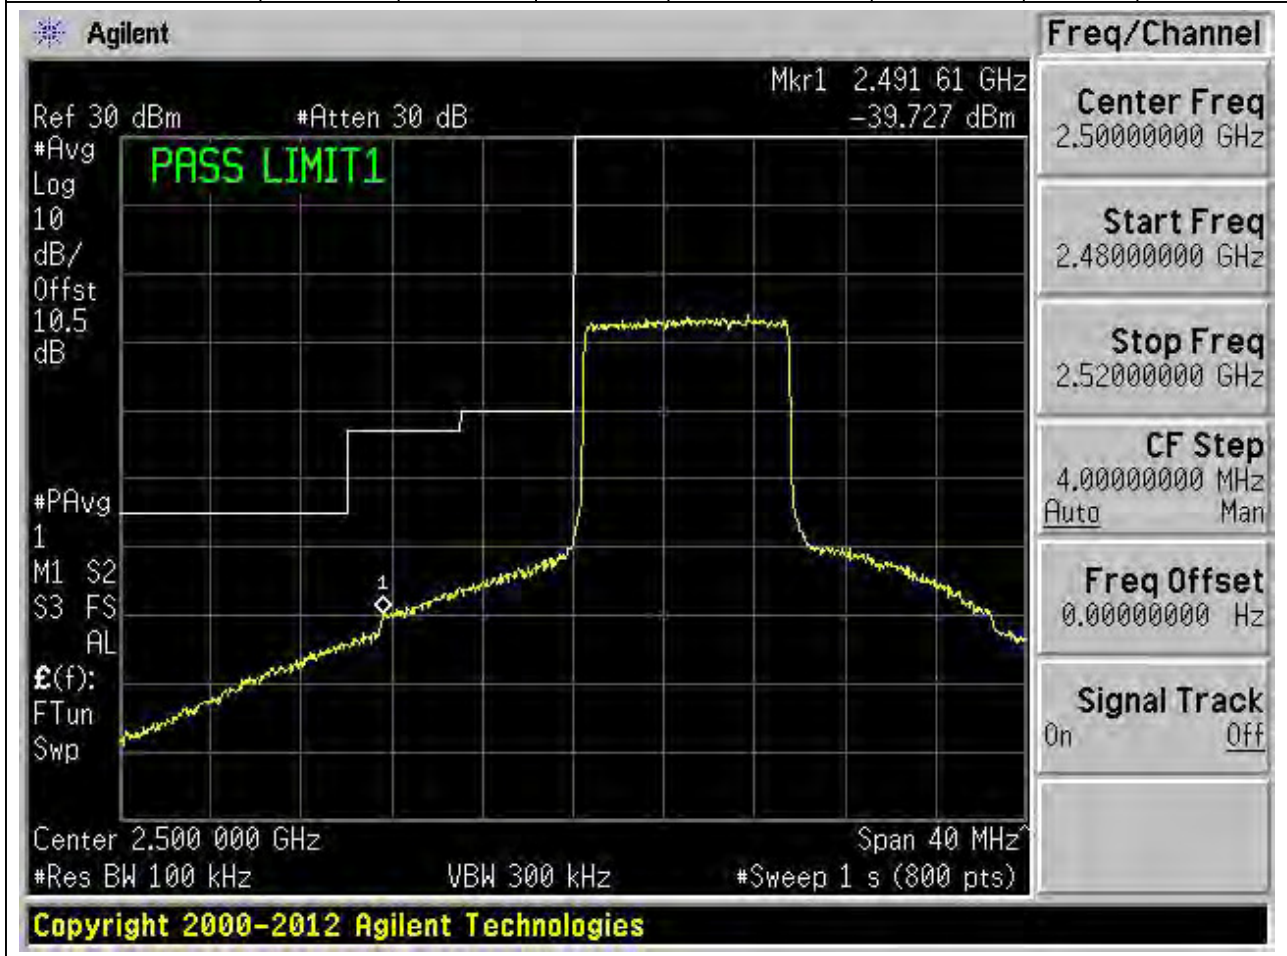 Agilent
Freq/Channel
Mkr1 2.491 61 GHz
Ref 30 dBm #Atten 30 dB -39.727 dBm
#Avg
Log
10
dB/
Offst
10.5
dB
PASS LIMIT1
#PAvg
1
M1 S2
S3 FS
AL
£(f):
FTun
Swp
1
Center 2.500 000 GHz Span 40 MHz^
#Res BW 100 kHz VBW 300 kHz #Sweep 1 s (800 pts)
Copyright 2000-2012 Agilent Technologies
Center Freq
2.50000000 GHz
Start Freq
2.48000000 GHz
Stop Freq
2.52000000 GHz
CF Step
4.00000000 MHz
Auto Man
Freq Offset
0.00000000 Hz
Signal Track
On Off